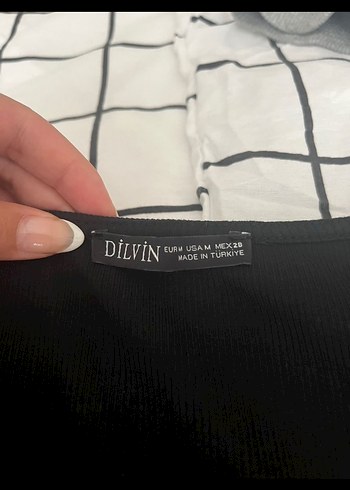 DİLVİN EUR M USA M MEX 28
MADE IN TÜRKİYE